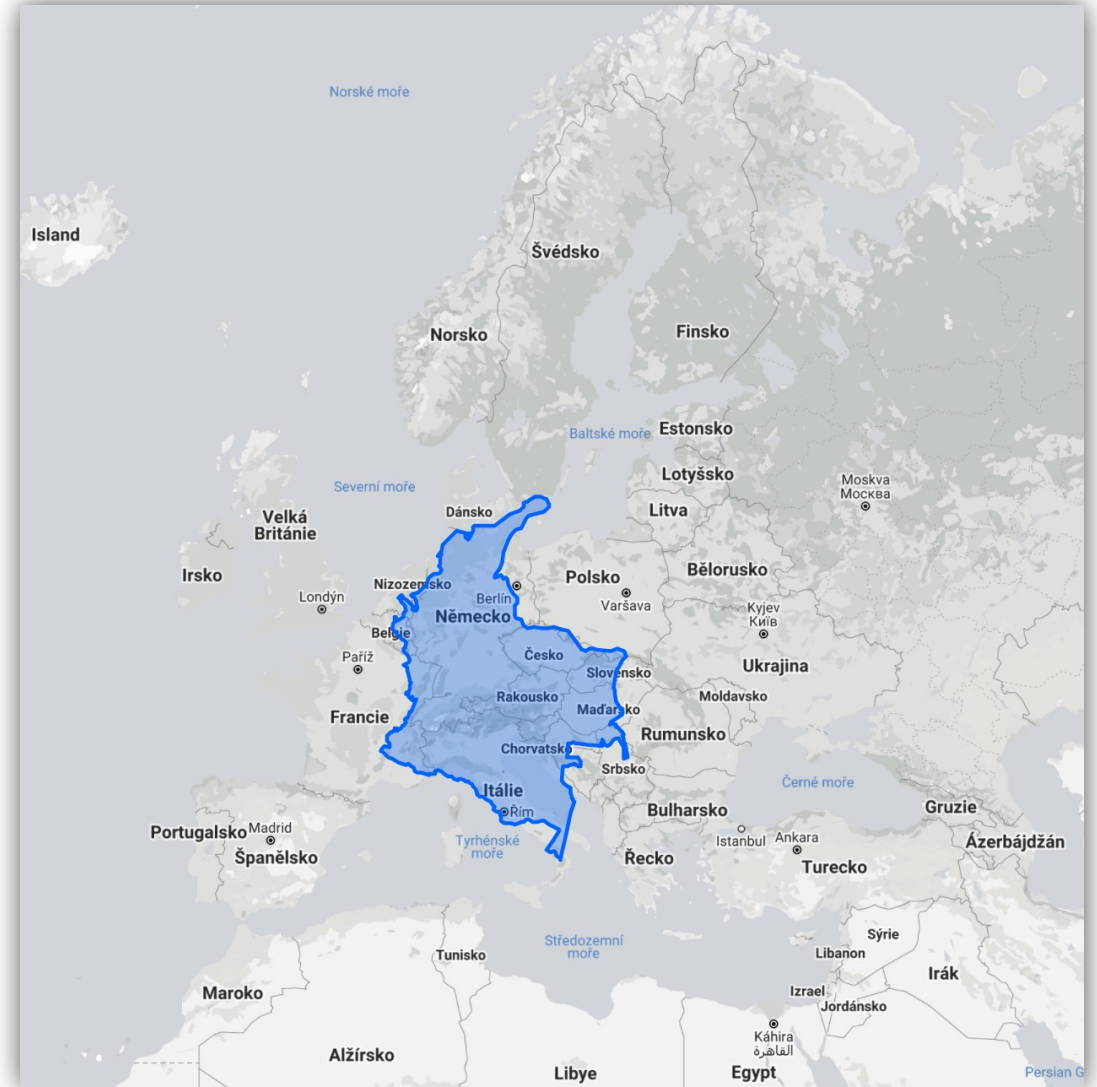 Norské moře
Island
Švédsko
Norsko
Finsko
Baltské moře
Estonsko
Lotyšsko
Severní moře
Moskva
Москва
Dánsko
Litva
Velká
Británie
Irsko
Nizozemsko
Polsko
Bělorusko
Londýn
Berlín
Varšava
Kyjev
Київ
Německo
Belgie
Paříž
Česko
Ukrajina
Slovensko
Rakousko
Moldavsko
Francie
Maďarsko
Chorvatsko
Rumunsko
Srbsko
Itálie
Černé moře
Řím
Bulharsko
Gruzie
Portugalsko
Madrid
Španělsko
Tyrhénské
moře
Istanbul
Ankara
Ázerbájdžán
Řecko
Turecko
Středozemní
moře
Sýrie
Tunisko
Libanon
Irák
Maroko
Izrael
Jordánsko
Káhira
القاهرة
Alžírsko
Libye
Egypt
Persian G